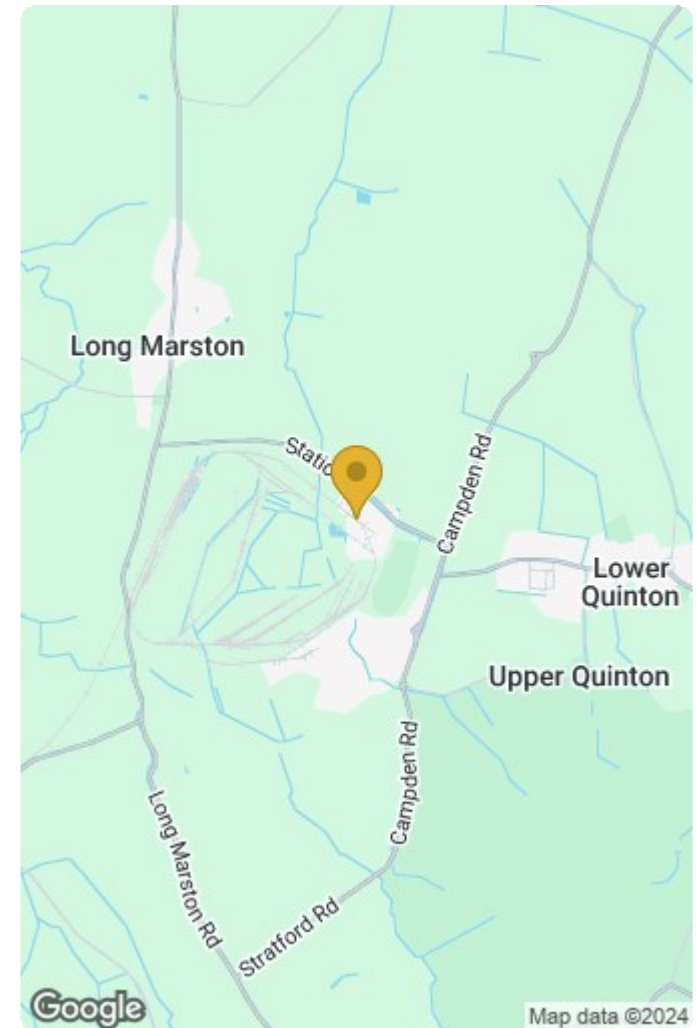 Long Marston
Campden Rd
Lower
Quinton
Upper Quinton
Campden Rd
Long Marston Rd
Stratford Rd
Google
Map data ©2024